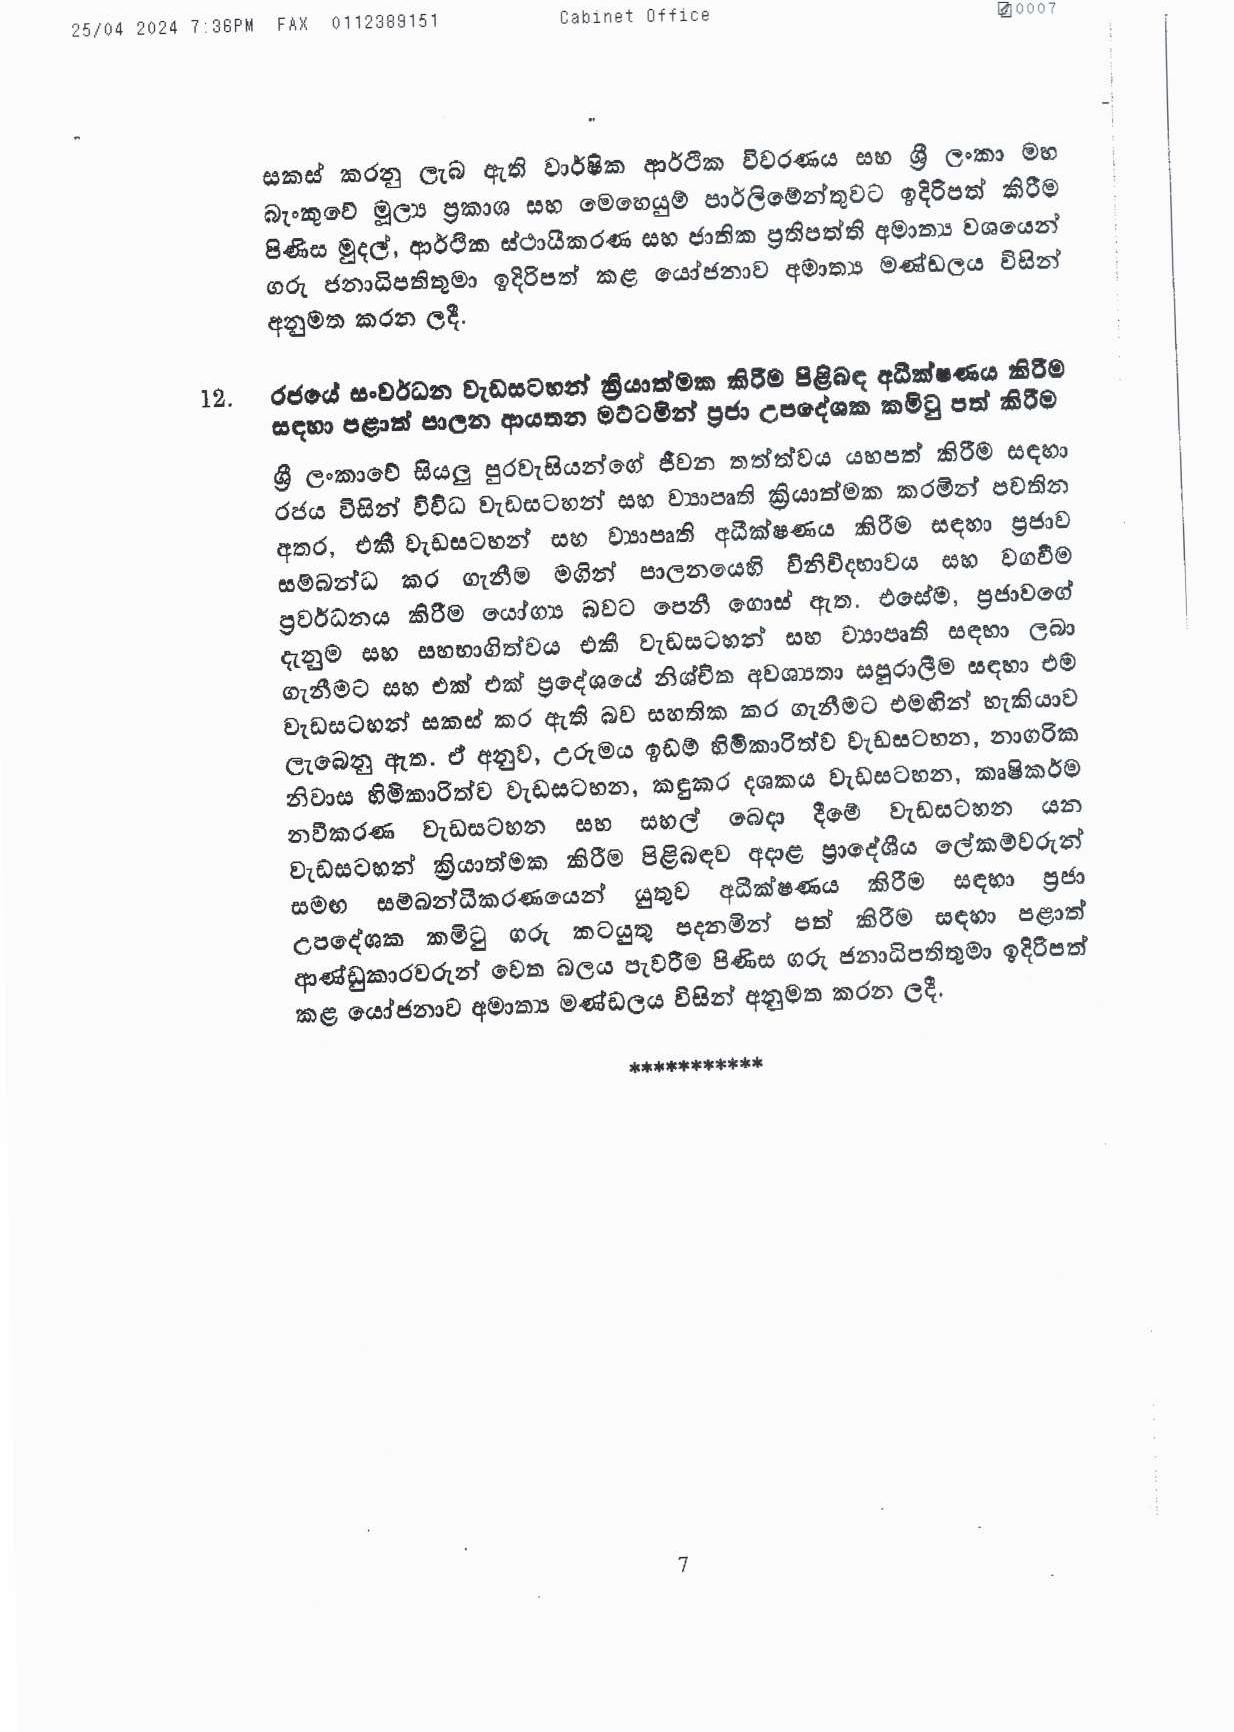 25/04 2024 7:36PM FAX 0112389151 Cabinet Office 0007
සකස් කරනු ලැබ ඇති වාර්ෂික ආර්ථික විවරණය සහ ශ්‍රී ලංකා මහ
බැංකුවේ මූල්‍ය ප්‍රකාශ සහ මෙහෙයුම් පාර්ලිමේන්තුවට ඉදිරිපත් කිරීම
පිණිස මුදල්, ආර්ථික ස්ථායීකරණ සහ ජාතික ප්‍රතිපත්ති අමාත්‍ය වශයෙන්
ගරු ජනාධිපතිතුමා ඉදිරිපත් කළ යෝජනාව අමාත්‍ය මණ්ඩලය විසින්
අනුමත කරන ලදී.
12. රජයේ සංවර්ධන වැඩසටහන් ක්‍රියාත්මක කිරීම පිළිබඳ අධීක්ෂණය කිරීම
සඳහා පළාත් පාලන ආයතන මට්ටමින් ප්‍රජා උපදේශක කමිටු පත් කිරීම
ශ්‍රී ලංකාවේ සියලු පුරවැසියන්ගේ ජීවන තත්ත්වය යහපත් කිරීම සඳහා
රජය විසින් විවිධ වැඩසටහන් සහ ව්‍යාපෘති ක්‍රියාත්මක කරමින් පවතින
අතර, එකී වැඩසටහන් සහ ව්‍යාපෘති අධීක්ෂණය කිරීම සඳහා ප්‍රජාව
සම්බන්ධ කර ගැනීම මගින් පාලනයෙහි විනිවිදභාවය සහ වගවීම
ප්‍රවර්ධනය කිරීම යෝග්‍ය බවට පෙනී ගොස් ඇත. එසේම, ප්‍රජාවගේ
දැනුම සහ සහභාගිත්වය එකී වැඩසටහන් සහ ව්‍යාපෘති සඳහා ලබා
ගැනීමට සහ එක් එක් ප්‍රදේශයේ නිශ්චිත අවශ්‍යතා සපුරාලීම සඳහා එම
වැඩසටහන් සකස් කර ඇති බව සහතික කර ගැනීමට එමඟින් හැකියාව
ලැබෙනු ඇත. ඒ අනුව, උරුමය ඉඩම් හිමිකාරිත්ව වැඩසටහන, නාගරික
නිවාස හිමිකාරිත්ව වැඩසටහන, කඳුකර දශකය වැඩසටහන, කෘෂිකර්ම
නවීකරණ වැඩසටහන සහ සහල් බෙදා දීමේ වැඩසටහන යන
වැඩසටහන් ක්‍රියාත්මක කිරීම පිළිබඳව අදාළ ප්‍රාදේශීය ලේකම්වරුන්
සමඟ සම්බන්ධීකරණයෙන් යුතුව අධීක්ෂණය කිරීම සඳහා ප්‍රජා
උපදේශක කමිටු ගරු කටයුතු පදනමින් පත් කිරීම සඳහා පළාත්
ආණ්ඩුකාරවරුන් වෙත බලය පැවරීම පිණිස ගරු ජනාධිපතිතුමා ඉදිරිපත්
කළ යෝජනාව අමාත්‍ය මණ්ඩලය විසින් අනුමත කරන ලදී.
***********
7